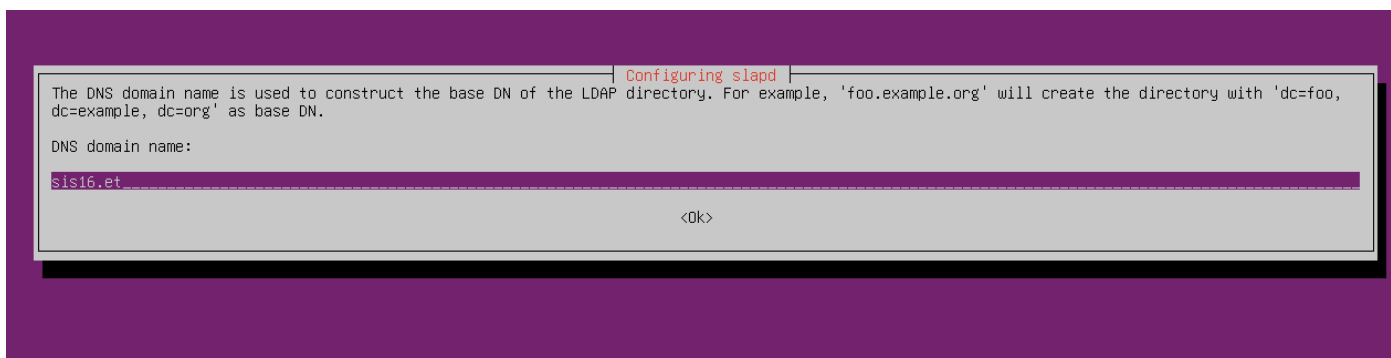 Configuring slapd
The DNS domain name is used to construct the base DN of the LDAP directory. For example, 'foo.example.org' will create the directory with 'dc=foo,
dc=example, dc=org' as base DN.
DNS domain name:
sis16.et
<Ok>